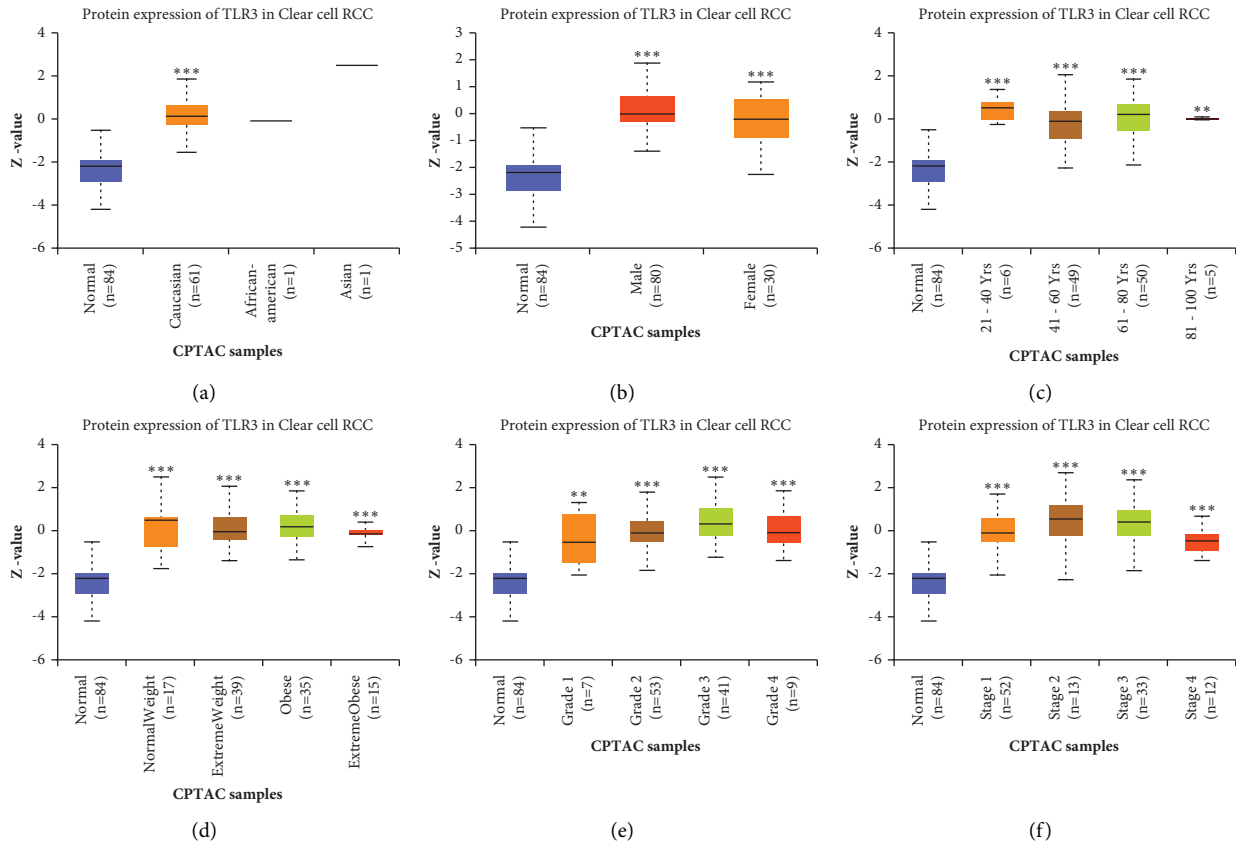 Protein expression of TLR3 in Clear cell RCC
4
2
0
-2
-4
-6
Z -value
***
Normal
(n=84)
Caucasian
(n=61)
African-
american
(n=1)
Asian
(n=1)
CPTAC samples
(a)
Protein expression of TLR3 in Clear cell RCC
3
2
1
0
-1
-2
-3
-4
5
Z -value
***
***
Normal
(n=84)
Male
(n=80)
Female
(n=30)
CPTAC samples
(b)
Protein expression of TLR3 in Clear cell RCC
4
2
0
-2
-4
-6
Z -value
***
***
***
**
Normal
(n=84)
21 - 40 Yrs
(n=6)
41 - 60 Yrs
(n=49)
61 - 80 Yrs
(n=50)
81 - 100 Yrs
(n=5)
CPTAC samples
(c)
Protein expression of TLR3 in Clear cell RCC
4
2
0
-2
-4
-6
Z -value
***
***
***
***
Normal
(n=84)
NormalWeight
(n=17)
ExtremeWeight
(n=39)
Obese
(n=35)
ExtremeObese
(n=15)
CPTAC samples
(d)
Protein expression of TLR3 in Clear cell RCC
4
2
0
-2
-4
-6
Z -value
**
***
***
***
Normal
(n=84)
Grade 1
(n=7)
Grade 2
(n=53)
Grade 3
(n=41)
Grade 4
(n=9)
CPTAC samples
(e)
Protein expression of TLR3 in Clear cell RCC
4
2
0
-2
-4
-6
Z -value
***
***
***
***
Normal
(n=84)
Stage 1
(n=52)
Stage 2
(n=13)
Stage 3
(n=33)
Stage 4
(n=12)
CPTAC samples
(f)